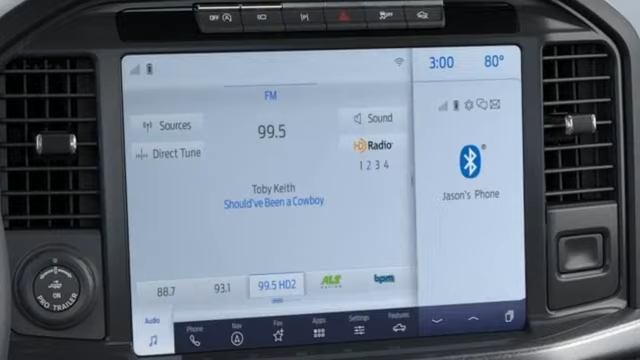 OFF
3:00 80°
FM
Sources
99.5
Sound
Direct Tune
HD Radio
1 2 3 4
Toby Keith
Should've Been a Cowboy
Jason's Phone
88.7 93.1 99.5 HD2 ALT bpm
ON
PRO TRAILER
Audio Phone Nav Fav Apps Settings Features